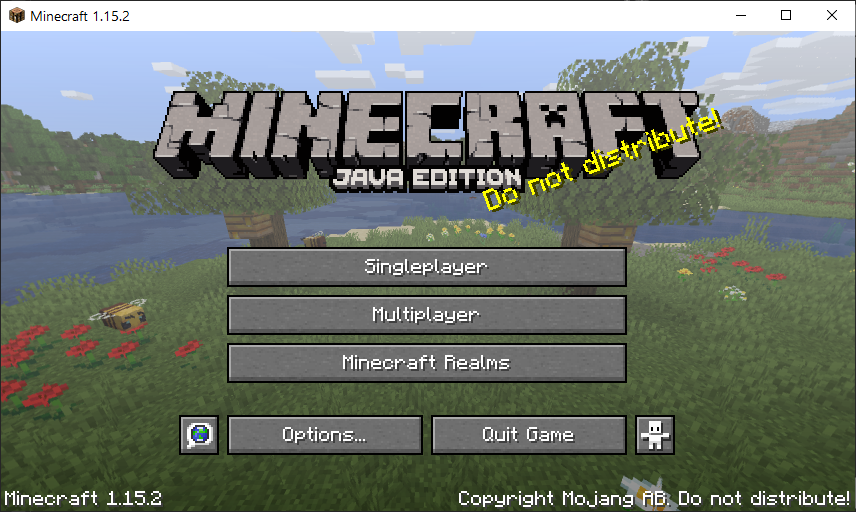 Minecraft 1.15.2
MINECRAFT
JAVA EDITION
Do not distribute!
Singleplayer
Multiplayer
Minecraft Realms
Options...
Quit Game
Minecraft 1.15.2
Copyright Mojang AB. Do not distribute!